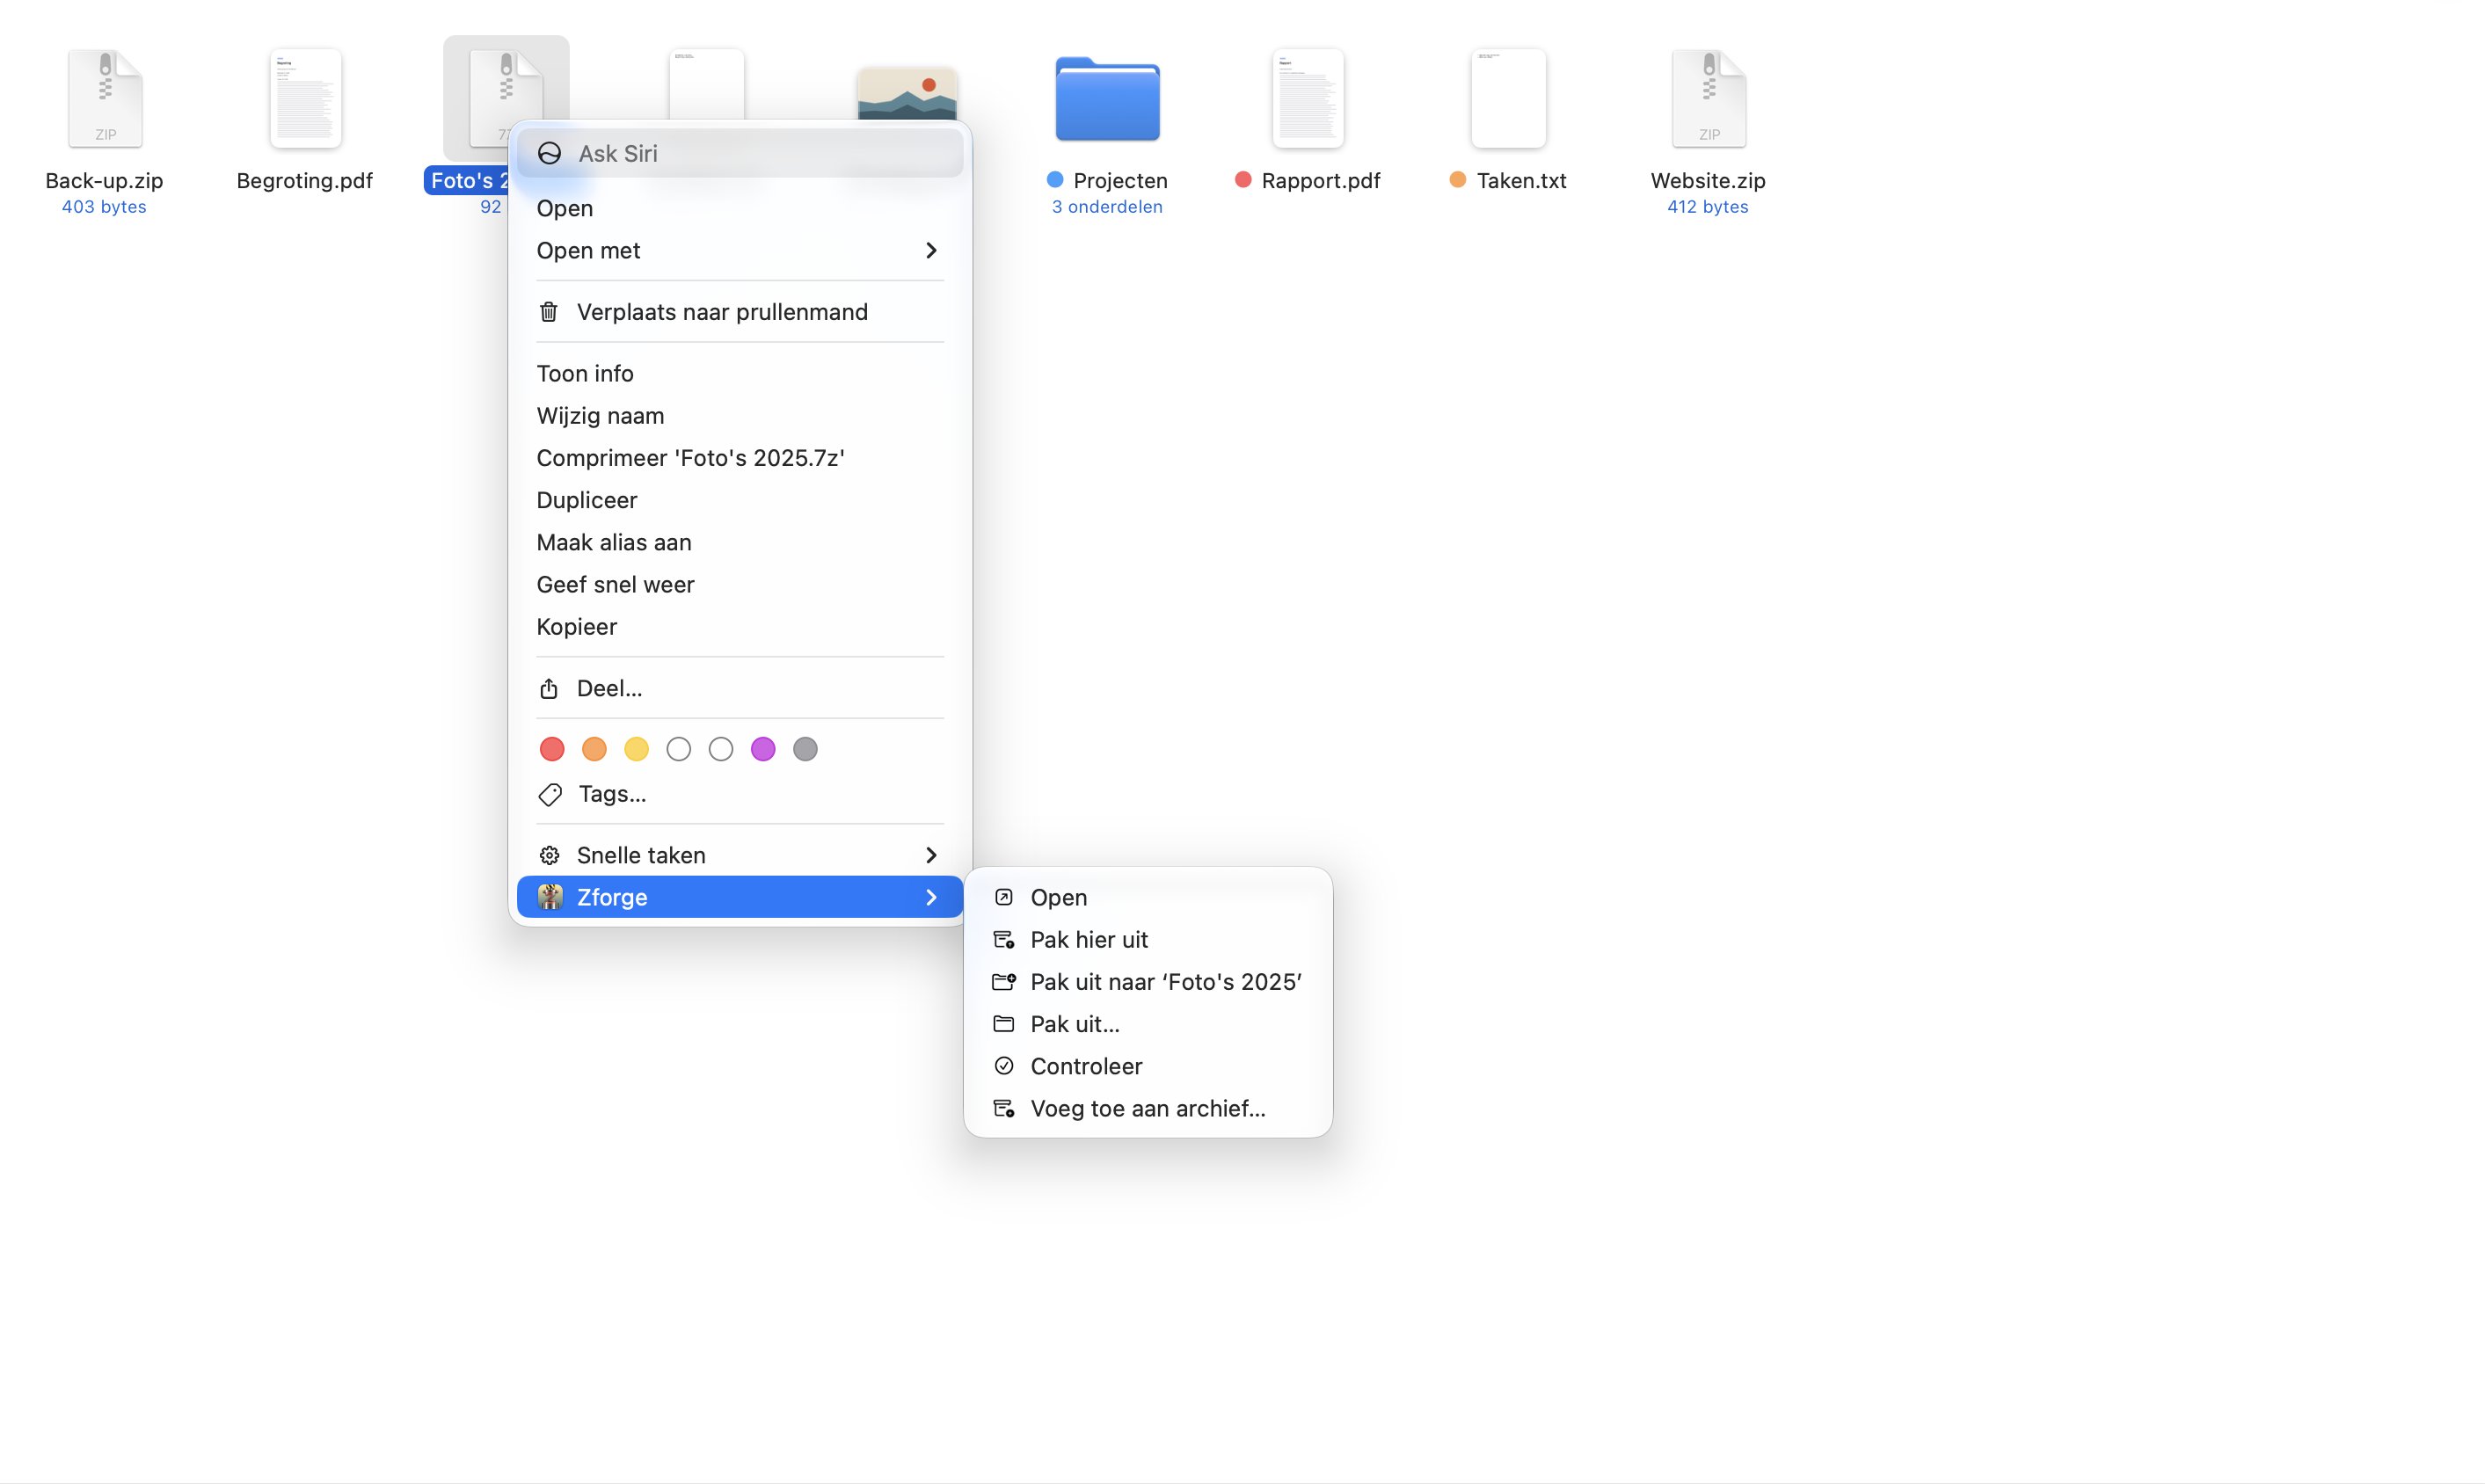 ZIP
ZIP
Back-up.zip
Begroting.pdf
Foto's 2
Projecten
Rapport.pdf
Taken.txt
Website.zip
403 bytes
92
3 onderdelen
412 bytes
Ask Siri
Open
Open met
Verplaats naar prullenmand
Toon info
Wijzig naam
Comprimeer 'Foto's 2025.7z'
Dupliceer
Maak alias aan
Geef snel weer
Kopieer
Deel...
Tags...
Snelle taken
Zforge
Open
Pak hier uit
Pak uit naar ‘Foto's 2025’
Pak uit...
Controleer
Voeg toe aan archief...